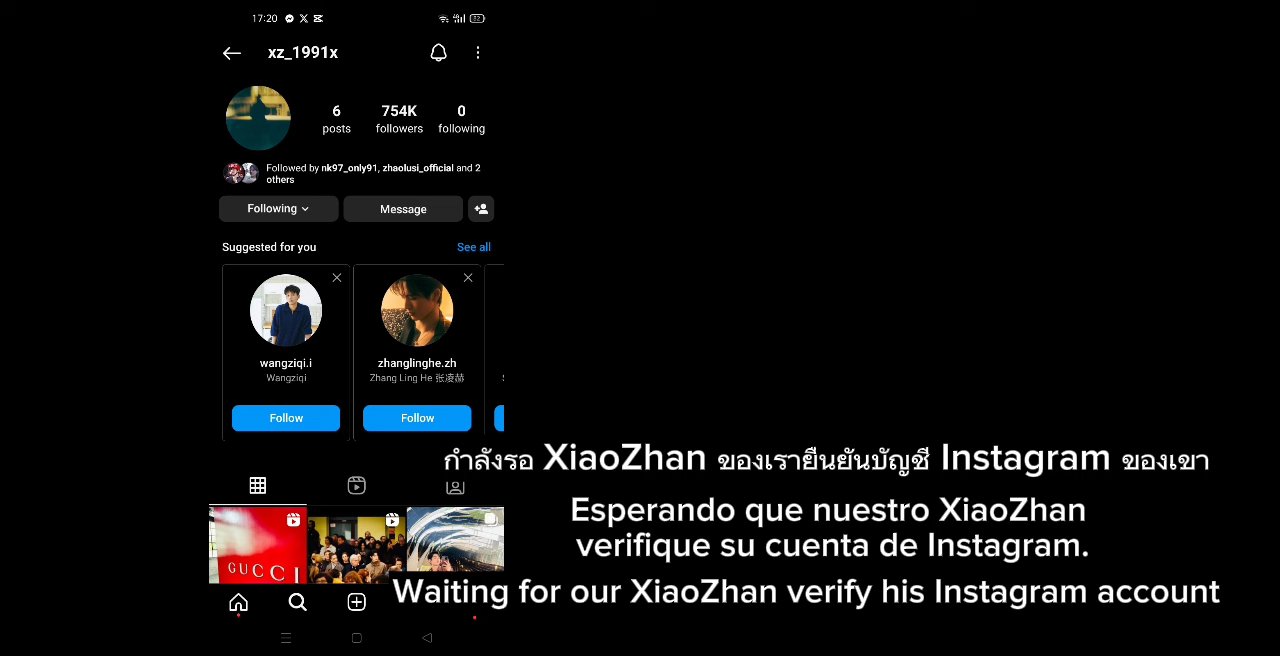 17:20
22
xz_1991x
6 754K 0
posts followers following
Followed by nk97_only91, zhaolusi_official and 2
others
Following Message
Suggested for you See all
wangziqi.i zhanglinghe.zh
Wangziqi Zhang Ling He 张凌赫
Follow Follow
กำลังรอ XiaoZhan ของเรายืนยันบัญชี Instagram ของเขา
Esperando que nuestro XiaoZhan
verifique su cuenta de Instagram.
GUCCI
Waiting for our XiaoZhan verify his Instagram account